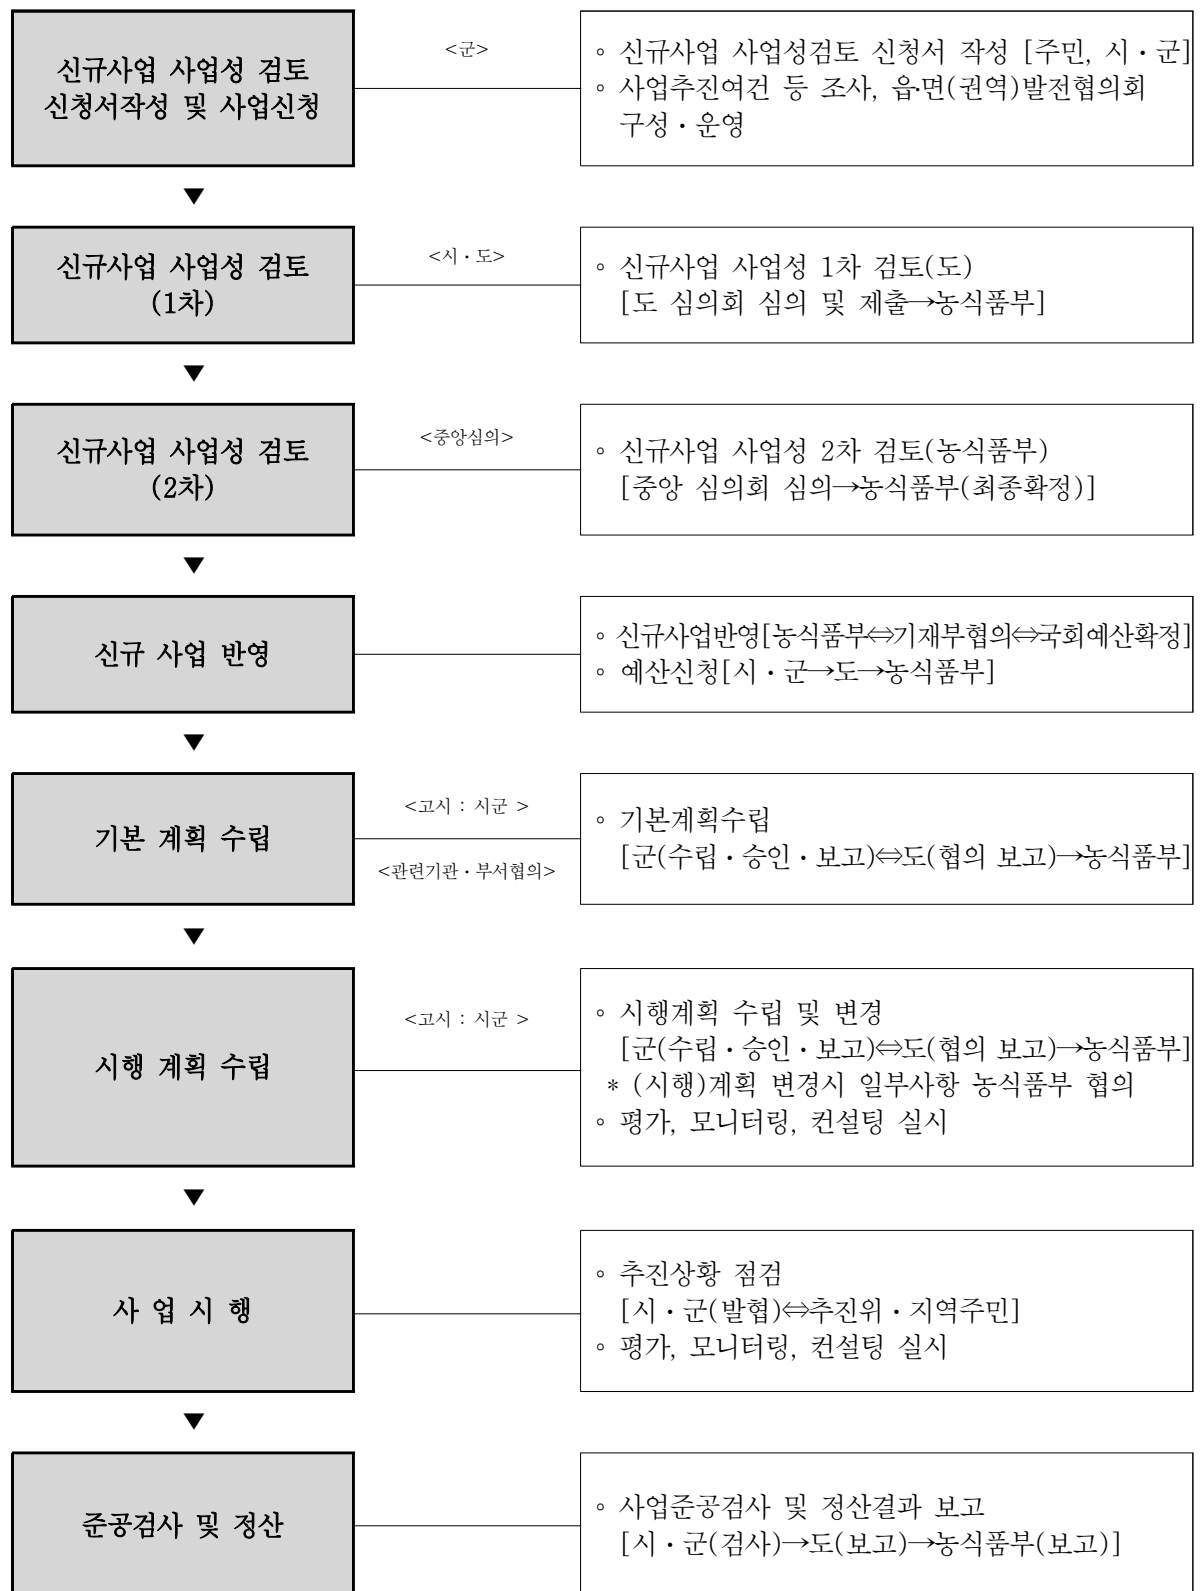 신규사업 사업성 검토
신청서작성 및 사업신청
<군>
◦ 신규사업 사업성검토 신청서 작성 [주민, 시・군]
◦ 사업추진여건 등 조사, 읍·면(권역)발전협의회
구성・운영
▼
신규사업 사업성 검토
(1차)
<시・도>
◦ 신규사업 사업성 1차 검토(도)
[도 심의회 심의 및 제출→농식품부]
▼
신규사업 사업성 검토
(2차)
<중앙심의>
◦ 신규사업 사업성 2차 검토(농식품부)
[중앙 심의회 심의→농식품부(최종확정)]
▼
신규 사업 반영
◦ 신규사업반영[농식품부⇔기재부협의⇔국회예산확정]
◦ 예산신청[시・군→도→농식품부]
▼
기본 계획 수립
<고시 : 시군 >
<관련기관・부서협의>
◦ 기본계획수립
[군(수립・승인・보고)⇔도(협의 보고)→농식품부]
▼
시행 계획 수립
<고시 : 시군 >
◦ 시행계획 수립 및 변경
[군(수립・승인・보고)⇔도(협의 보고)→농식품부]
* (시행)계획 변경시 일부사항 농식품부 협의
◦ 평가, 모니터링, 컨설팅 실시
▼
사 업 시 행
◦ 추진상황 점검
[시・군(발협)⇔추진위・지역주민]
◦ 평가, 모니터링, 컨설팅 실시
▼
준공검사 및 정산
◦ 사업준공검사 및 정산결과 보고
[시・군(검사)→도(보고)→농식품부(보고)]